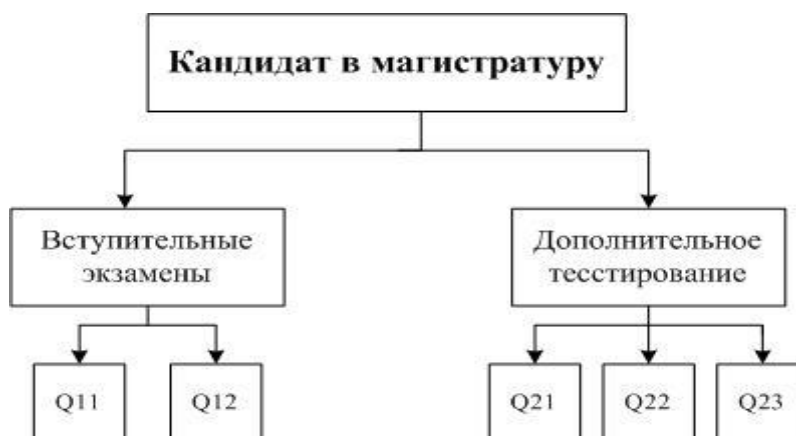 Кандидат в магистратуру
Вступительные
экзамены
Дополнительное
тесстирование
Q11
Q12
Q21
Q22
Q23